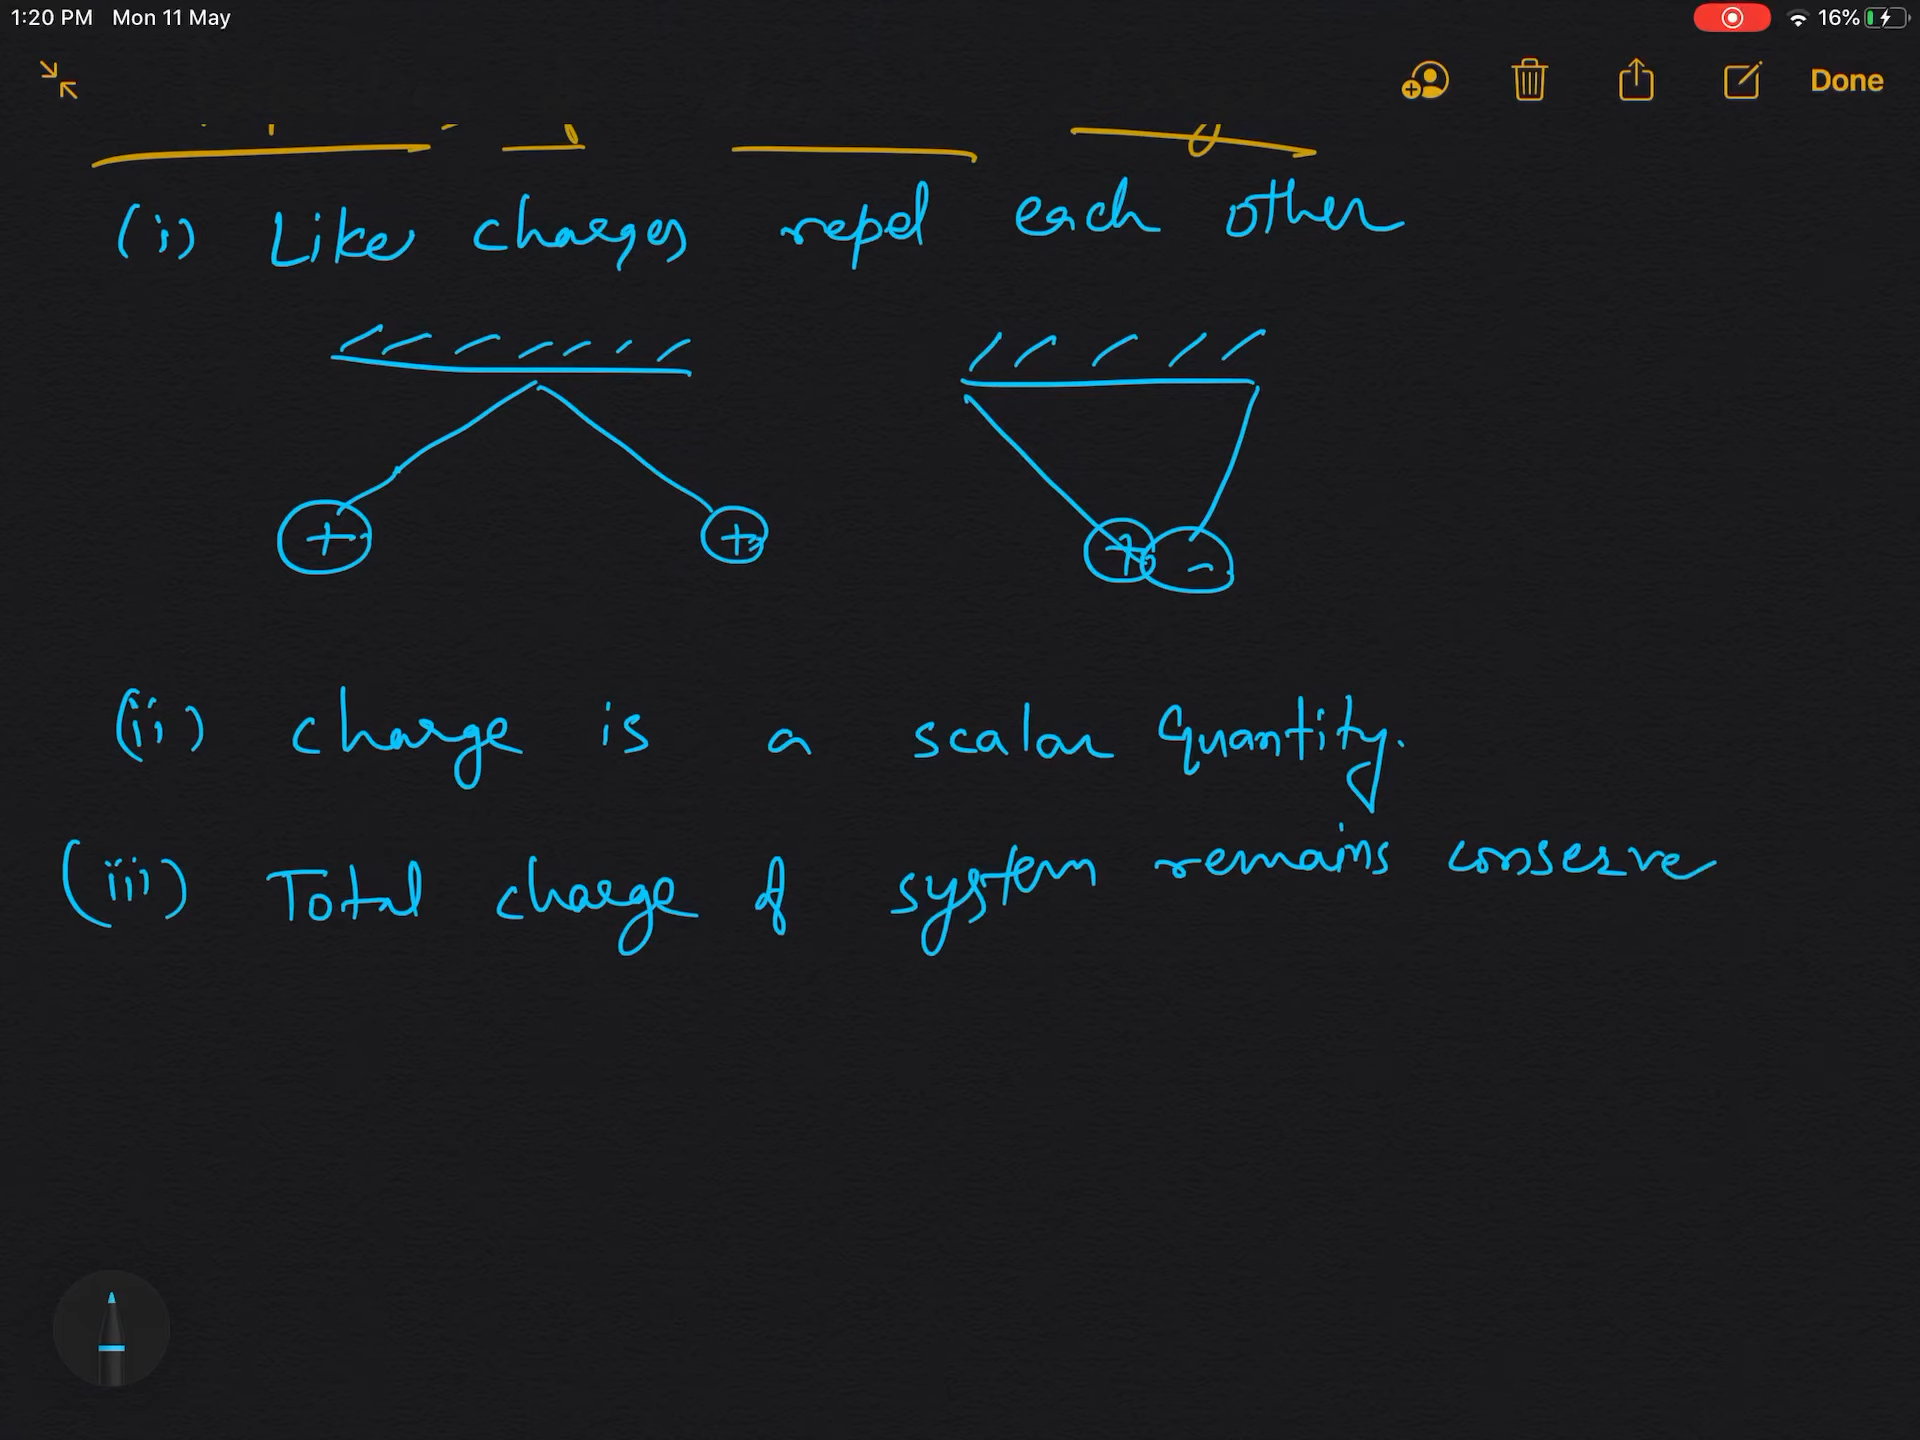 1:20 PM Mon 11 May 16%
Done
(i) Like charges repel each other
+ + + -
(ii) charge is a scalar Quantity.
(iii) Total charge of system remains conserve